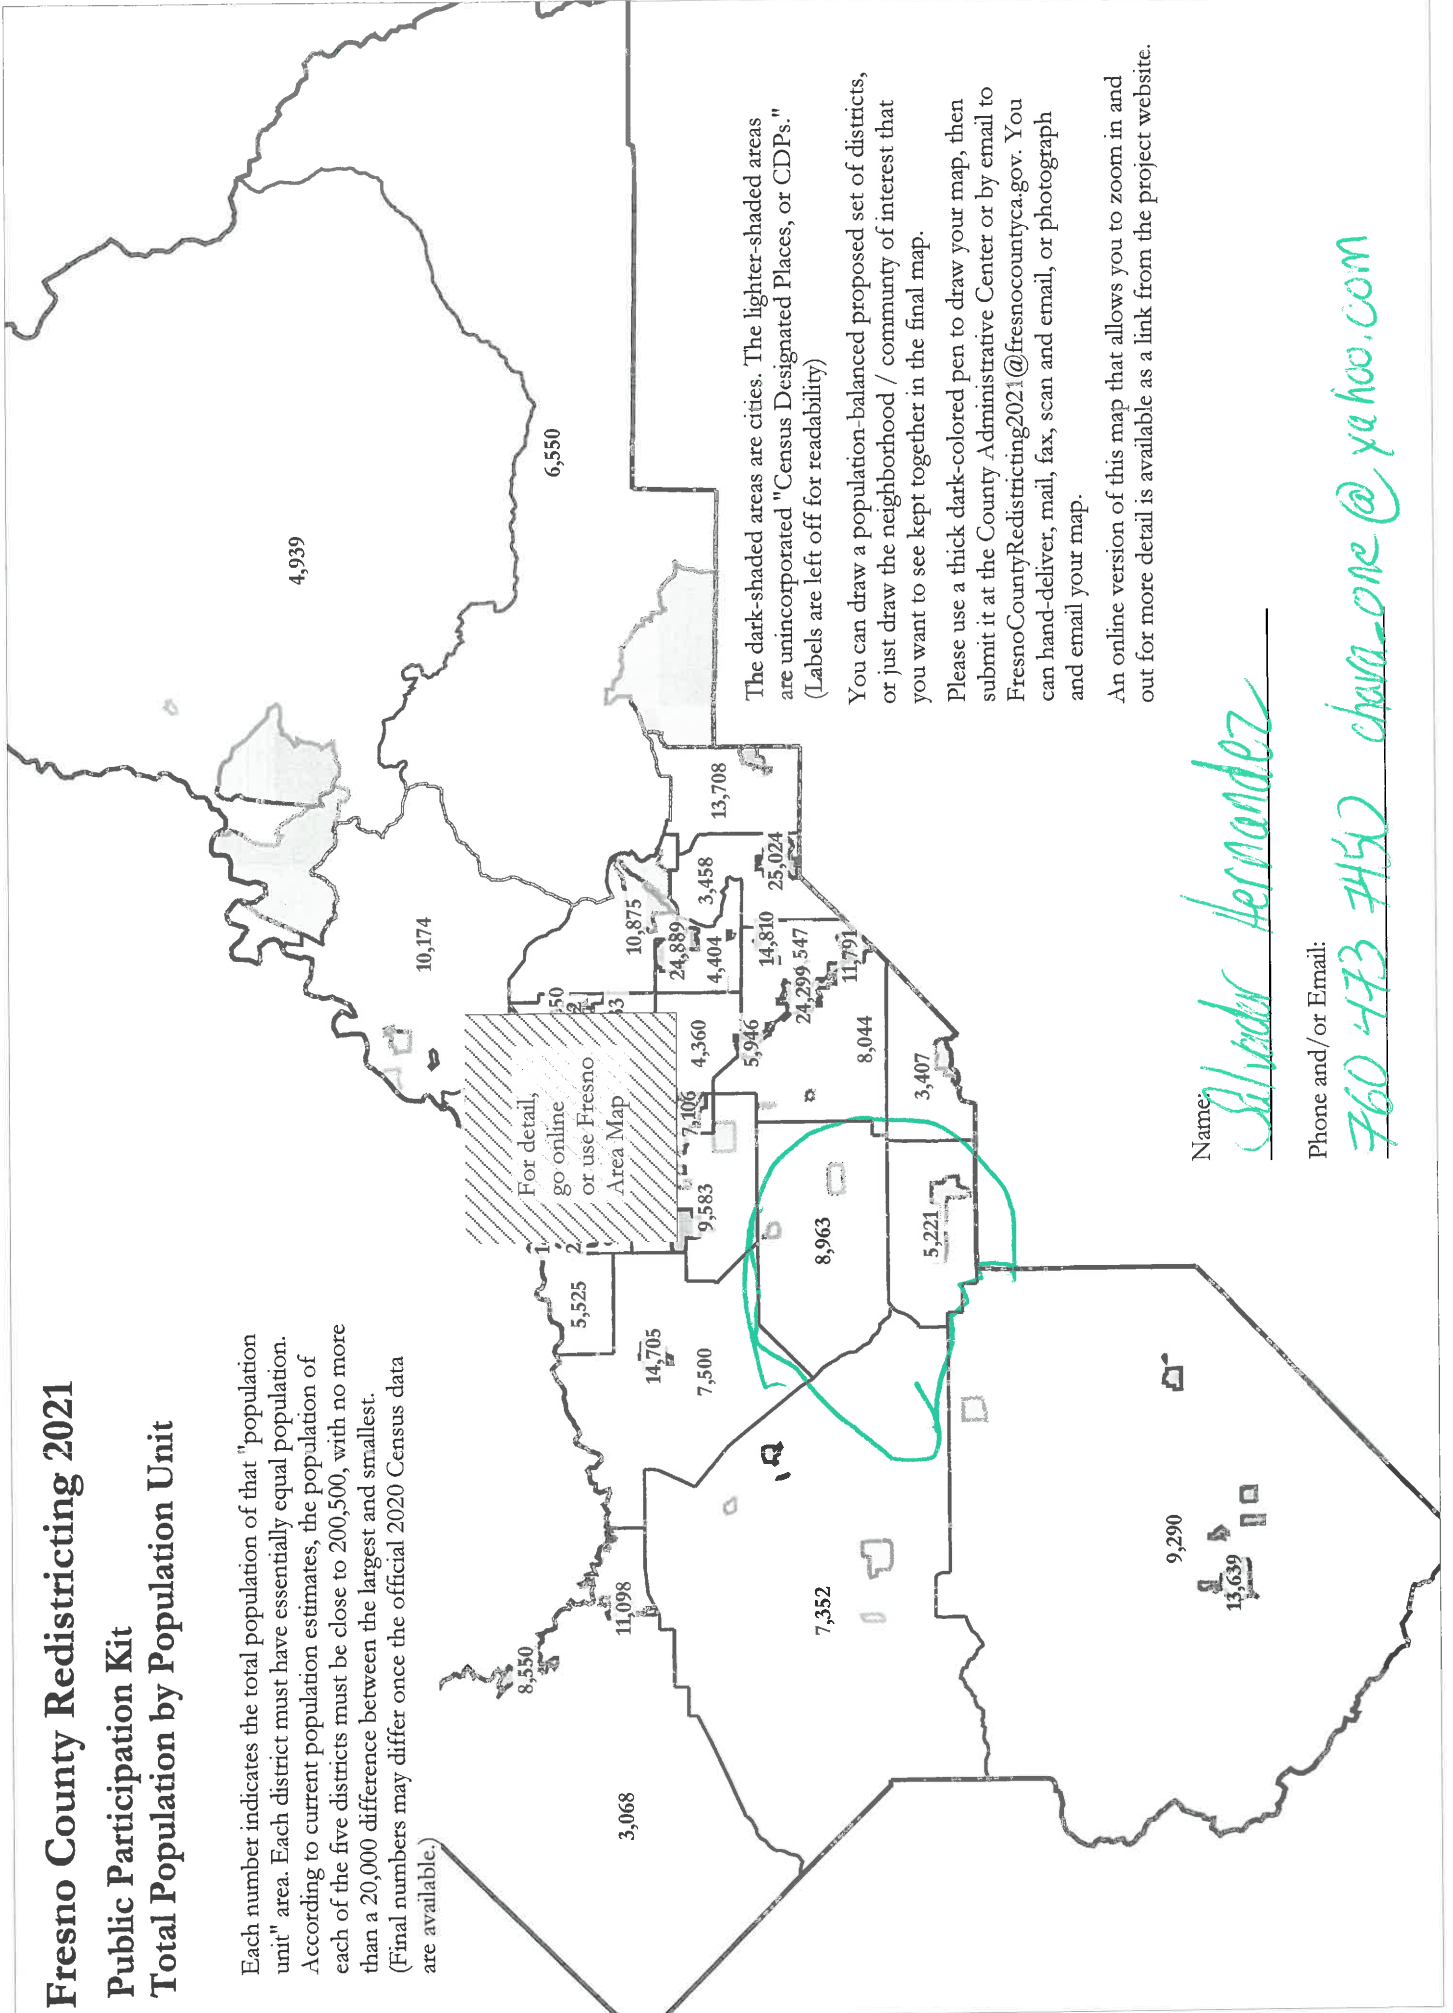 Fresno County Redistricting 2021
Public Participation Kit
Total Population by Population Unit
Each number indicates the total population of that "population
unit" area. Each district must have essentially equal population.
According to current population estimates, the population of
each of the five districts must be close to 200,500, with no more
than a 20,000 difference between the largest and smallest.
(Final numbers may differ once the official 2020 Census data
are available.)
4,939
6,550
10,174
For detail,
go online
or use Fresno
Area Map
50
2
33
1
2
5,525
14,705
7,500
8,550
11,098
3,068
7,352
9,583
7,106
4,360
10,875
24,889
4,404
3,458
13,708
25,024
5,946
14,810
547
24,299
11,791
8,044
3,407
8,963
5,221
9,290
13,639
The dark-shaded areas are cities. The lighter-shaded areas
are unincorporated "Census Designated Places, or CDPs."
(Labels are left off for readability)
You can draw a population-balanced proposed set of districts,
or just draw the neighborhood / community of interest that
you want to see kept together in the final map.
Please use a thick dark-colored pen to draw your map, then
submit it at the County Administrative Center or by email to
FresnoCountyRedistricting2021@fresnocountyca.gov. You
can hand-deliver, mail, fax, scan and email, or photograph
and email your map.
An online version of this map that allows you to zoom in and
out for more detail is available as a link from the project website.
Name:
Salvador Hernandez
Phone and/or Email:
760 473 7450 chava_one@yahoo.com